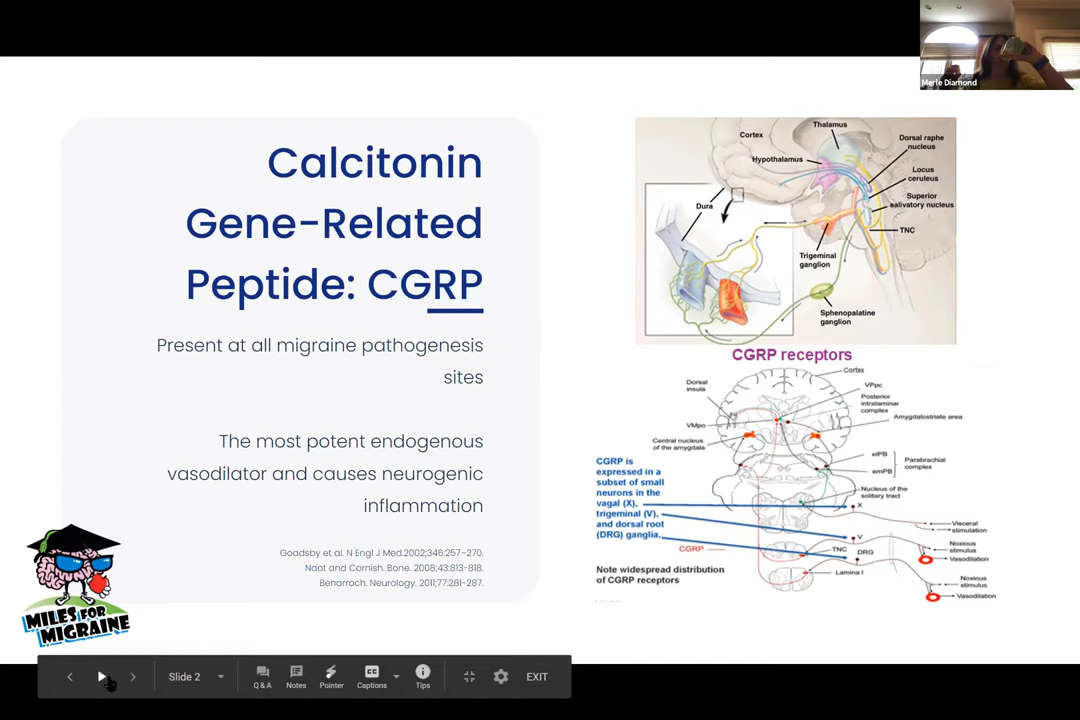 Merle Diamond
Calcitonin
Gene-Related
Peptide: CGRP
Present at all migraine pathogenesis
sites
The most potent endogenous
vasodilator and causes neurogenic
inflammation
Goadsby et al. N Engl J Med.2002;346:257-270.
Naot and Cornish. Bone. 2008;43:813-818.
Benarrach. Neurology. 2011;77:281-287.
MILES FOR
MIGRAINE
Thalamus
Cortex
Dorsal raphe
nucleus
Hypothalamus
Locus
ceruleus
Superior
salivatory nucleus
Dura
TNC
Trigeminal
ganglion
Sphenopalatine
ganglion
CGRP receptors
Cortex
Dorsal
insula
VPpc
Posterior
intralaminar
complex
Amygdalostriate area
VMpo
Central nucleus
of the amygdala
elPB
Parabrachial
complex
emPB
CGRP is
expressed in a
subset of small
neurons in the
vagal (X),
trigeminal (V),
and dorsal root
(DRG) ganglia.
Nucleus of the
solitary tract
X
Visceral
stimulation
V
Noxious
stimulus
CGRP
TNC
DRG
Vasodilation
Lamina I
Note widespread distribution
of CGRP receptors
Noxious
stimulus
Vasodilation
Slide 2
Q & A
Notes
Pointer
Captions
Tips
EXIT